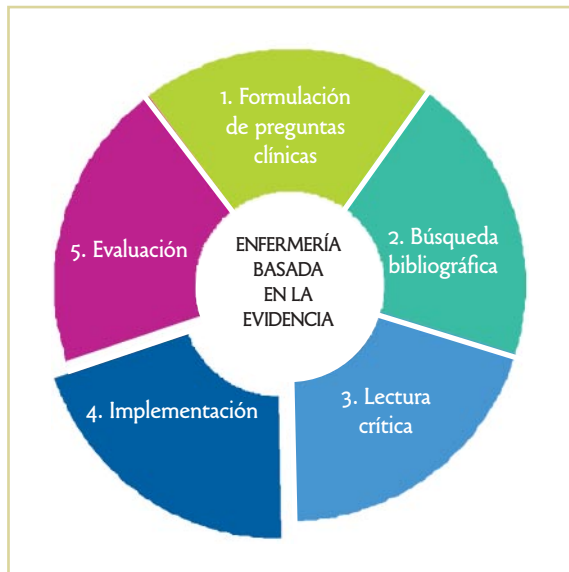 1. Formulación
de preguntas
clínicas
2. Búsqueda
bibliográfica
3. Lectura
crítica
4. Implementación
5. Evaluación
ENFERMERÍA
BASADA
EN LA
EVIDENCIA